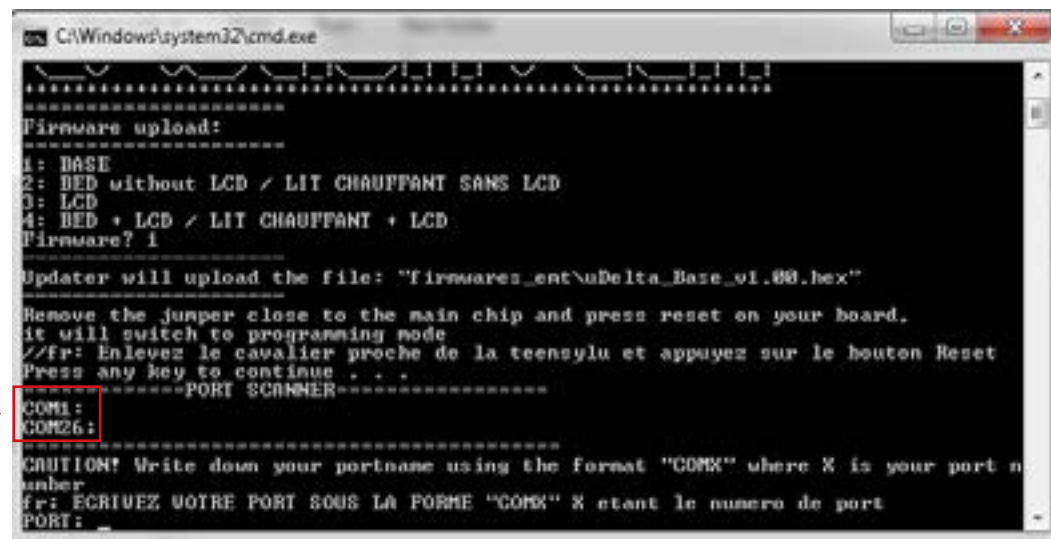 C:\Windows\system32\cmd.exe
=====================
Firmware upload:
=====================
1: BASE
2: BED without LCD / LIT CHAUFFANT SANS LCD
3: LCD
4: BED + LCD / LIT CHAUFFANT + LCD
Firmware? 1
=====================
Updater will upload the file: "firmwares_emt\uDelta_Base_v1.00.hex"
=====================
Remove the jumper close to the main chip and press reset on your board.
it will switch to programming mode
//fr: Enlevez le cavalier proche de la teensylu et appuyez sur le bouton Reset
Press any key to continue . . .
-------------PORT SCANNER-----------------
COM1:
COM26:
--------------------------------------------
CAUTION! Write down your portname using the format "COMX" where X is your port n
umber
fr: ECRIVEZ VOTRE PORT SOUS LA FORME "COMX" X etant le numero de port
PORT: _